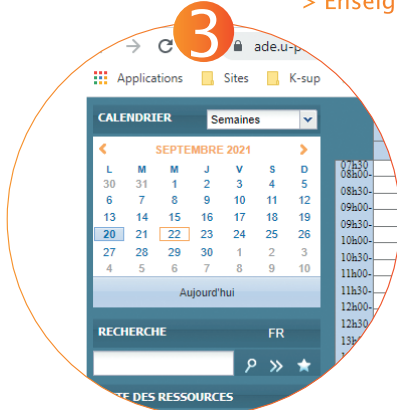 > Enseig
3
ade.u-p
Applications Sites K-sup
CALENDRIER Semaines
SEPTEMBRE 2021
L M M J V S D
30 31 1 2 3 4 5
6 7 8 9 10 11 12
13 14 15 16 17 18 19
20 21 22 23 24 25 26
27 28 29 30 1 2 3
4 5 6 7 8 9 10
Aujourd'hui
RECHERCHE FR
DES RESSOURCES
07h30
08h00
08h30
09h00
09h30
10h00
10h30
11h00
11h30
12h00
12h30